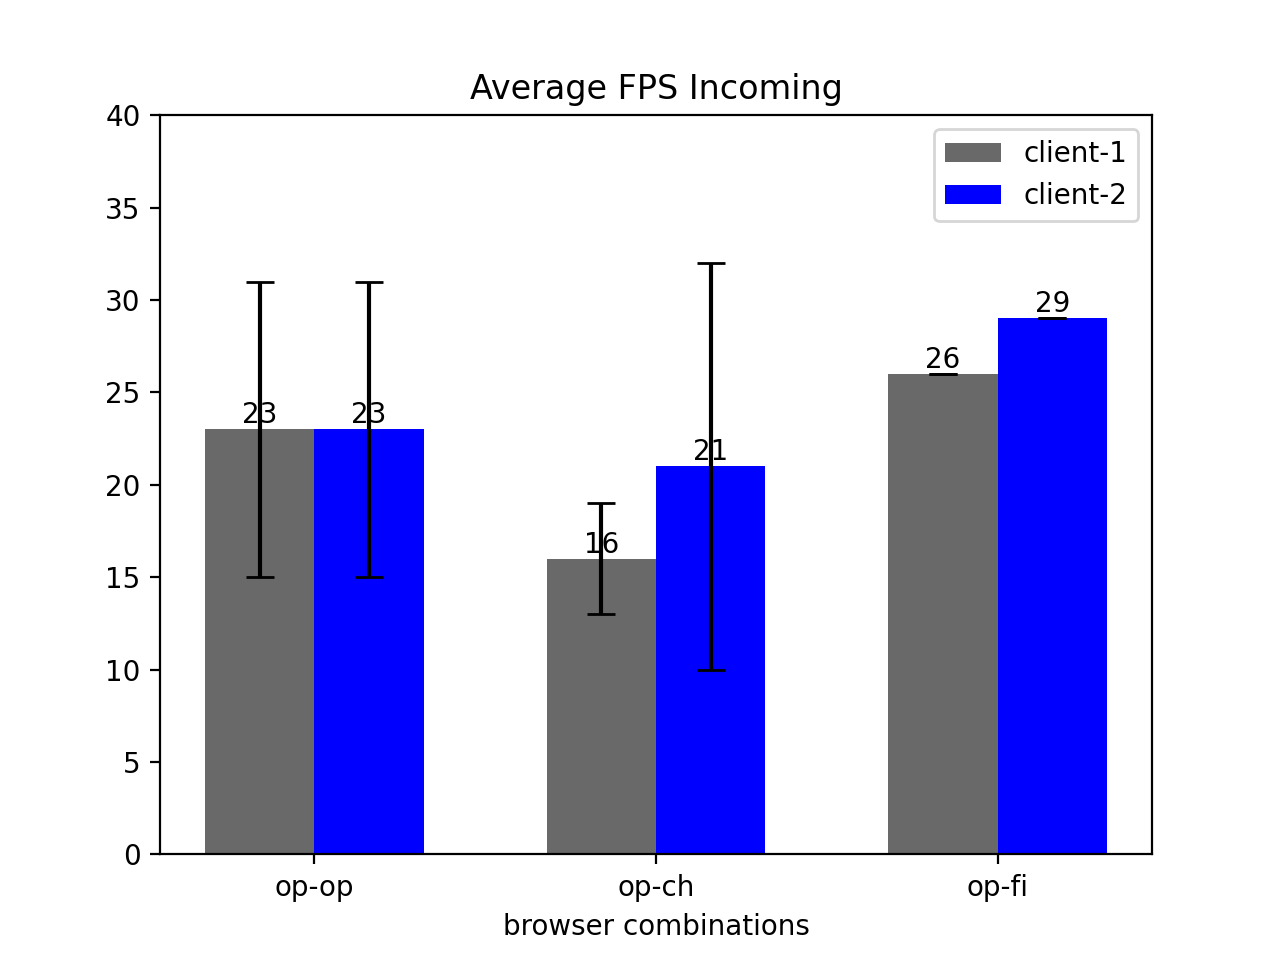 Average FPS Incoming
40
35
30
25
20
15
10
5
0
client-1
client-2
23
23
16
21
26
29
op-op
op-ch
op-fi
browser combinations